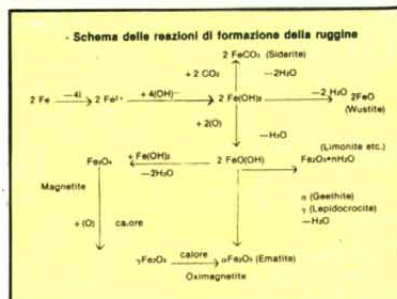 - Schema delle reazioni di formazione della ruggine
2 FeCO₃ (Siderite)
+ 2 CO₂ —2H₂O
2 Fe —4l 2 Fe²⁺ + 4(OH)⁻ 2 Fe(OH)₂ —2 H₂O 2FeO
(Wustite)
+ 2(O) —H₂O
(Limonite etc.)
Fe₃O₄ + Fe(OH)₂ 2 FeO(OH) Fe₂O₃•nH₂O
—2H₂O
Magnetite
α (Geethite)
γ (Lepidocrocite)
+ (O) calore —H₂O
γFe₂O₃ calore αFe₂O₃ (Ematite)
Oximagnetite